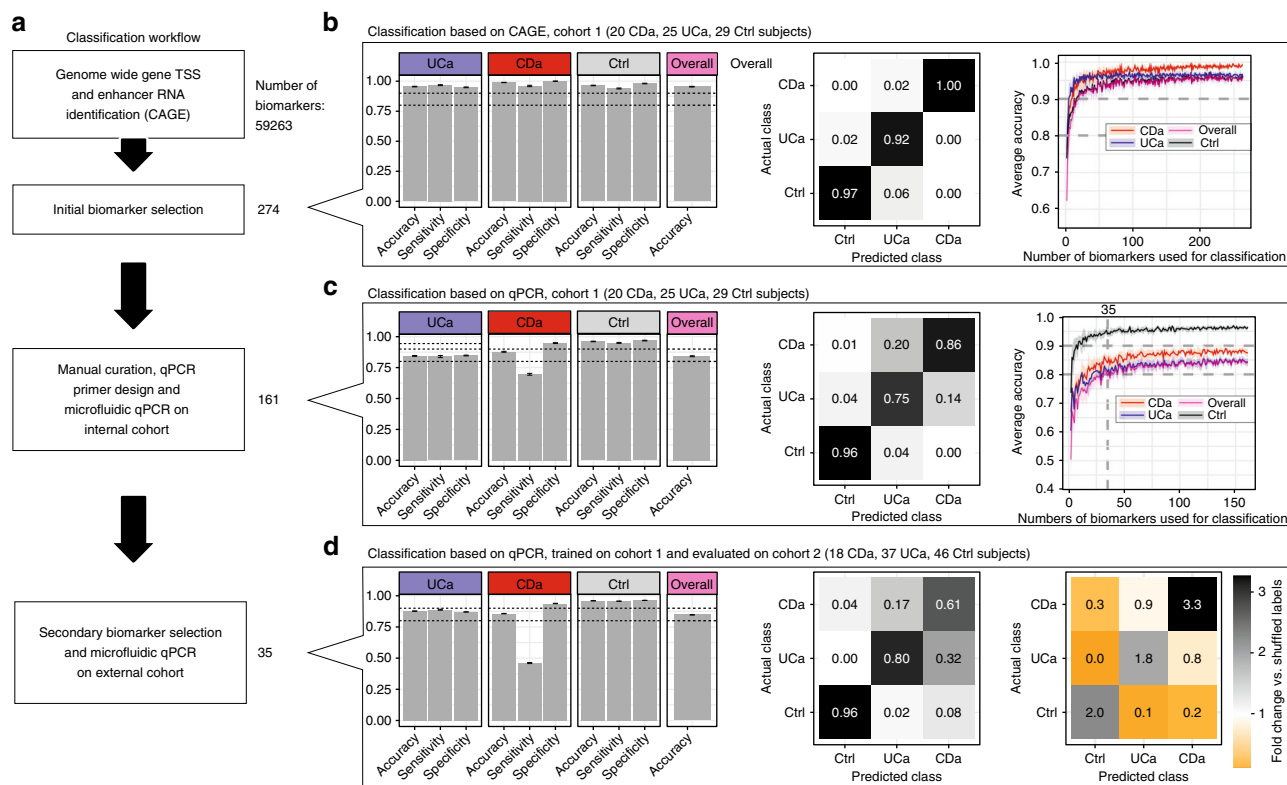 a
Classification workflow
Genome wide gene TSS
and enhancer RNA
identification (CAGE)
Number of
biomarkers:
59263
Initial biomarker selection
274
Manual curation, qPCR
primer design and
microfluidic qPCR on
internal cohort
161
Secondary biomarker selection
and microfluidic qPCR
on external cohort
35
b
Classification based on CAGE, cohort 1 (20 CDa, 25 UCa, 29 Ctrl subjects)
UCa
CDa
Ctrl
Overall
Overall
1.00
0.75
0.50
0.25
0.00
Accuracy
Sensitivity
Specificity
Accuracy
Sensitivity
Specificity
Accuracy
Sensitivity
Specificity
Accuracy
Actual class
CDa 0.00 0.02 1.00
UCa 0.02 0.92 0.00
Ctrl 0.97 0.06 0.00
Ctrl UCa CDa
Predicted class
Average accuracy
1.0
0.9
0.8
0.7
0.6
CDa Overall
UCa Ctrl
0 100 200
Number of biomarkers used for classification
c
Classification based on qPCR, cohort 1 (20 CDa, 25 UCa, 29 Ctrl subjects)
UCa
CDa
Ctrl
Overall
1.00
0.75
0.50
0.25
0.00
Accuracy
Sensitivity
Specificity
Accuracy
Sensitivity
Specificity
Accuracy
Sensitivity
Specificity
Accuracy
Actual class
CDa 0.01 0.20 0.86
UCa 0.04 0.75 0.14
Ctrl 0.96 0.04 0.00
Ctrl UCa CDa
Predicted class
35
Average accuracy
1.0
0.9
0.8
0.7
0.6
0.5
0.4
CDa Overall
UCa Ctrl
0 50 100 150
Numbers of biomarkers used for classification
d
Classification based on qPCR, trained on cohort 1 and evaluated on cohort 2 (18 CDa, 37 UCa, 46 Ctrl subjects)
UCa
CDa
Ctrl
Overall
1.00
0.75
0.50
0.25
0.00
Accuracy
Sensitivity
Specificity
Accuracy
Sensitivity
Specificity
Accuracy
Sensitivity
Specificity
Accuracy
Actual class
CDa 0.04 0.17 0.61
UCa 0.00 0.80 0.32
Ctrl 0.96 0.02 0.08
Ctrl UCa CDa
Predicted class
Actual class
CDa 0.3 0.9 3.3
UCa 0.0 1.8 0.8
Ctrl 2.0 0.1 0.2
Ctrl UCa CDa
Predicted class
3
2
1
Fold change vs. shuffled labels